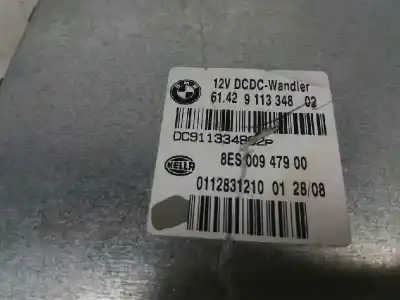 BMW
12V DCDC-Wandler
61.42 9 113 348 02
DC911334802P
HELLA
8ES 009 479 00
0112831210 01 28/08